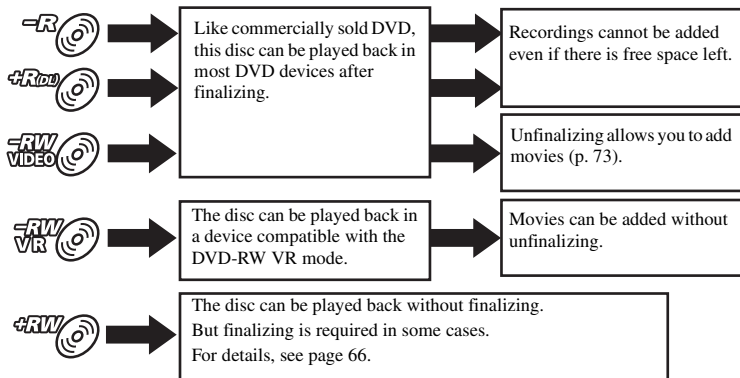 -R
Like commercially sold DVD,
this disc can be played back in
most DVD devices after
finalizing.
Recordings cannot be added
even if there is free space left.
+R(DL)
-RW
VIDEO
Unfinalizing allows you to add
movies (p. 73).
-RW
VR
The disc can be played back in
a device compatible with the
DVD-RW VR mode.
Movies can be added without
unfinalizing.
+RW
The disc can be played back without finalizing.
But finalizing is required in some cases.
For details, see page 66.